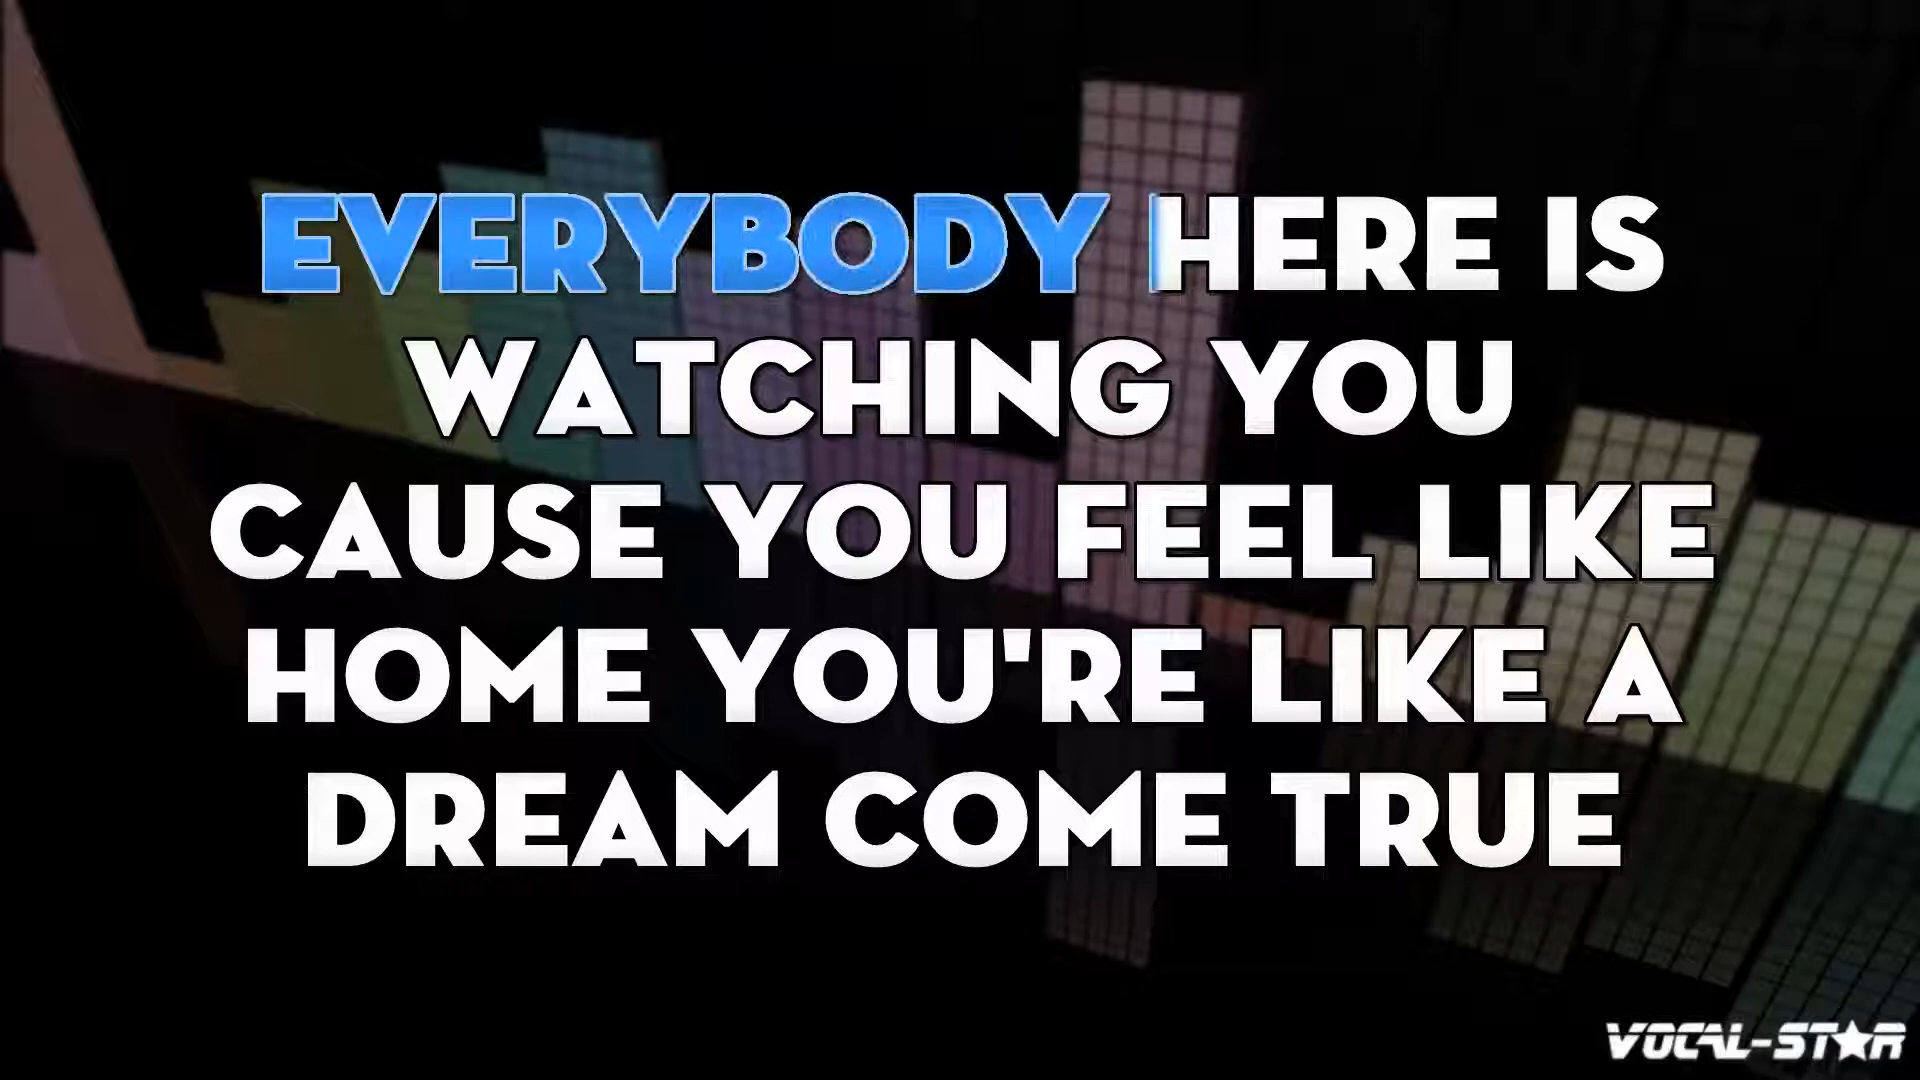 EVERYBODY HERE IS
WATCHING YOU
CAUSE YOU FEEL LIKE
HOME YOU'RE LIKE A
DREAM COME TRUE
VOCAL-STAR